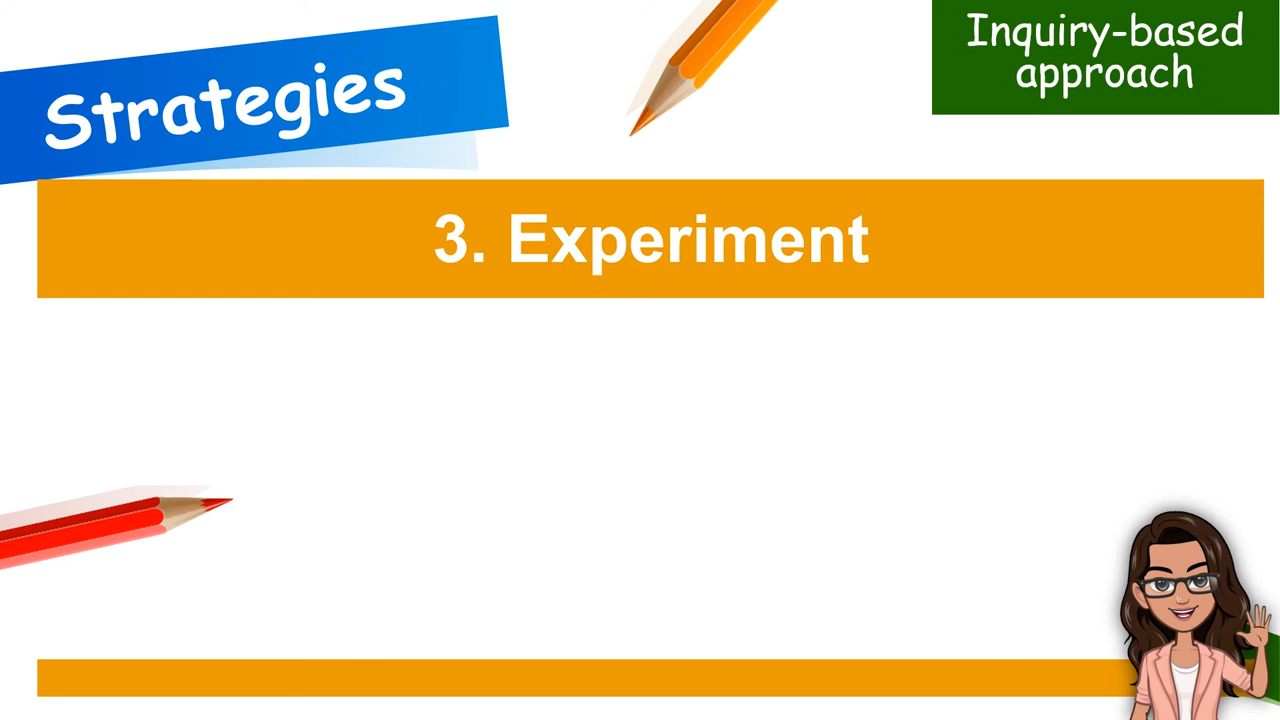 Strategies
Inquiry-based
approach
3. Experiment